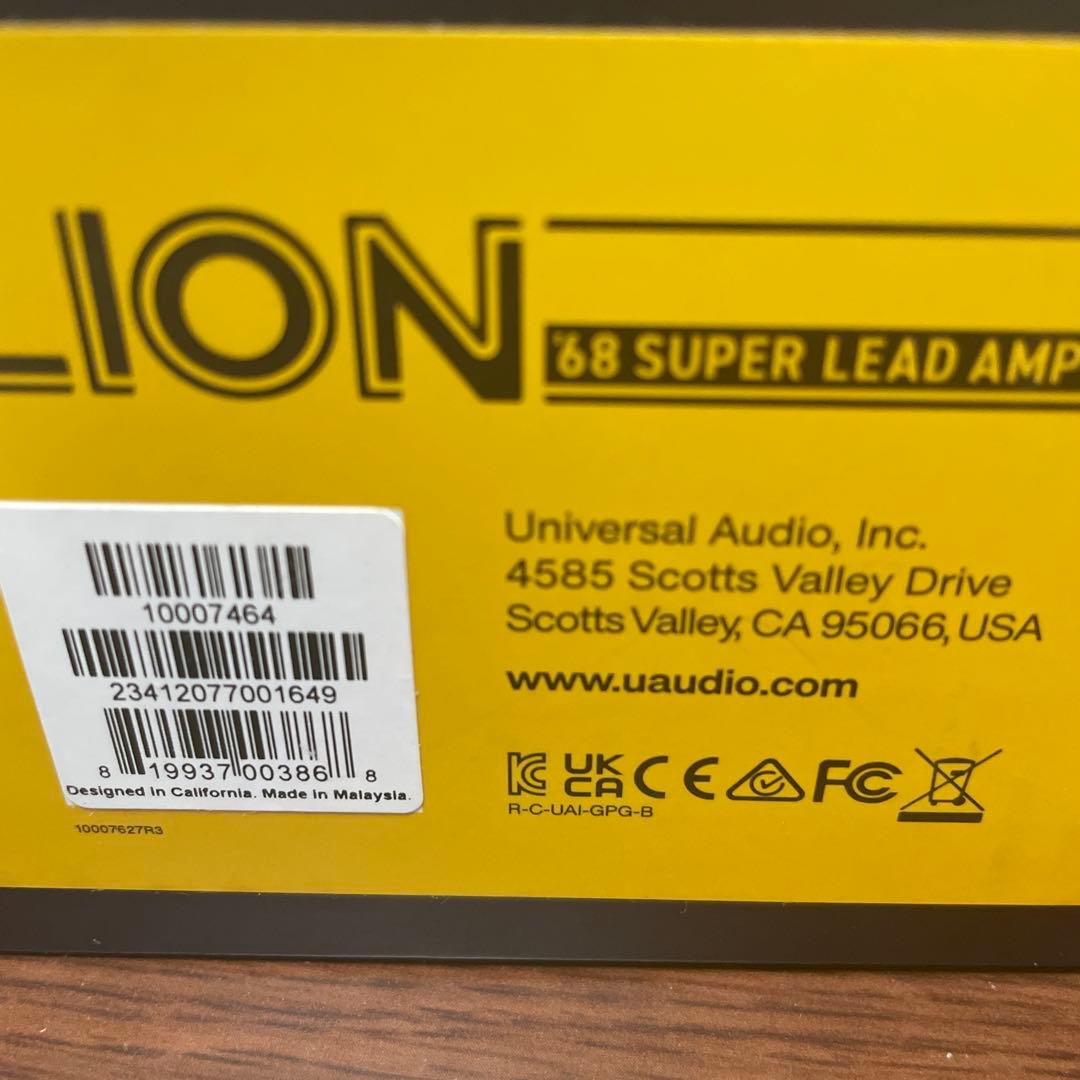 LION
'68 SUPER LEAD AMP
10007464
23412077001649
8 19937 00386 8
Designed in California. Made in Malaysia.
10007627R3
Universal Audio, Inc.
4585 Scotts Valley Drive
Scotts Valley, CA 95066, USA
www.uaudio.com
UK
CA CE FC
R-C-UAI-GPG-B